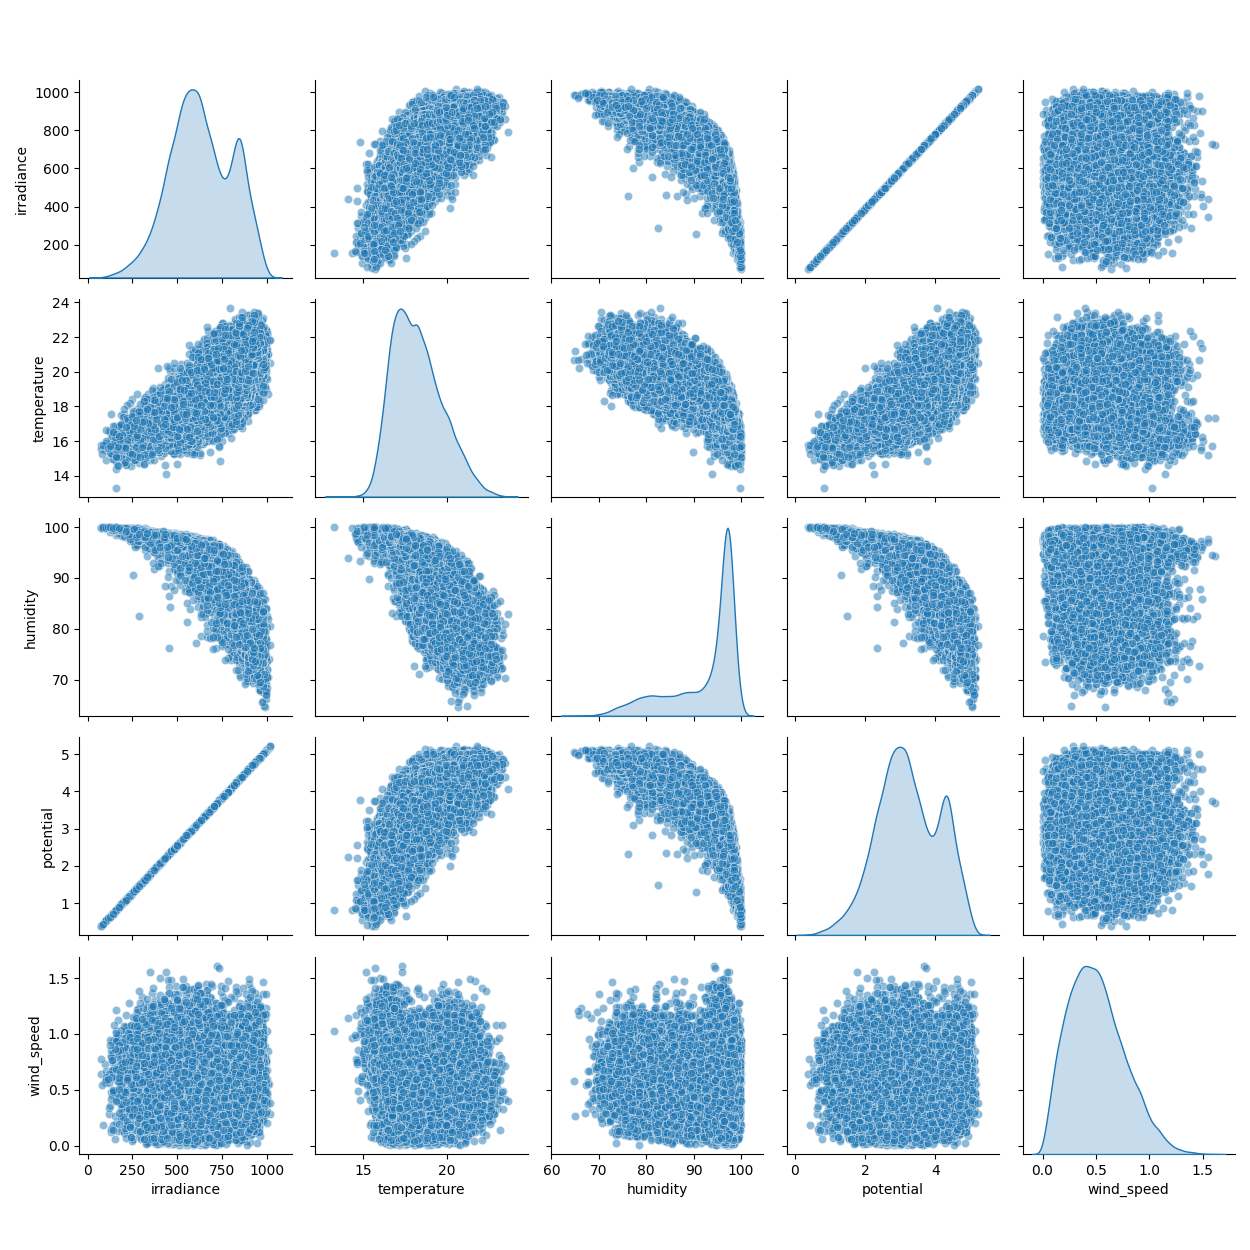 1000
800
600
400
200
irradiance
24
22
20
18
16
14
temperature
100
90
80
70
humidity
5
4
3
2
1
potential
1.5
1.0
0.5
0.0
wind_speed
0 250 500 750 1000
15 20
60 70 80 90 100
0 2 4
0.0 0.5 1.0 1.5
irradiance temperature humidity potential wind_speed